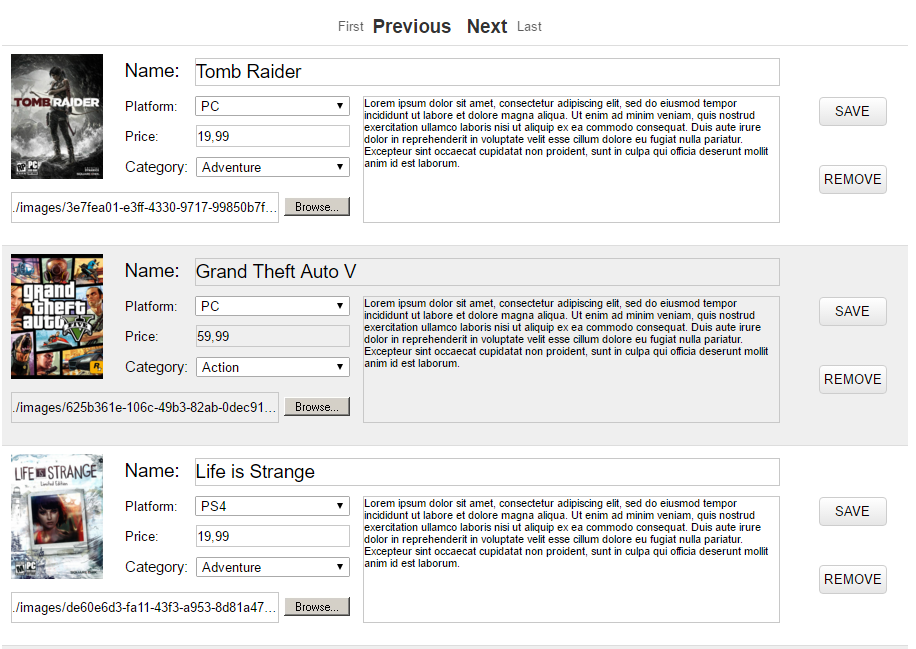 First Previous Next Last
TOMB RAIDER
PC
Name: Tomb Raider
Platform: PC
Price: 19,99
Category: Adventure
Lorem ipsum dolor sit amet, consectetur adipiscing elit, sed do eiusmod tempor
incididunt ut labore et dolore magna aliqua. Ut enim ad minim veniam, quis nostrud
exercitation ullamco laboris nisi ut aliquip ex ea commodo consequat. Duis aute irure
dolor in reprehenderit in voluptate velit esse cillum dolore eu fugiat nulla pariatur.
Excepteur sint occaecat cupidatat non proident, sunt in culpa qui officia deserunt mollit
anim id est laborum.
SAVE
REMOVE
./images/3e7fea01-e3ff-4330-9717-99850b7f... Browse...
grand
theft
auto
V
R
Name: Grand Theft Auto V
Platform: PC
Price: 59,99
Category: Action
Lorem ipsum dolor sit amet, consectetur adipiscing elit, sed do eiusmod tempor
incididunt ut labore et dolore magna aliqua. Ut enim ad minim veniam, quis nostrud
exercitation ullamco laboris nisi ut aliquip ex ea commodo consequat. Duis aute irure
dolor in reprehenderit in voluptate velit esse cillum dolore eu fugiat nulla pariatur.
Excepteur sint occaecat cupidatat non proident, sunt in culpa qui officia deserunt mollit
anim id est laborum.
SAVE
REMOVE
./images/625b361e-106c-49b3-82ab-0dec91... Browse...
LIFE IS STRANGE
Limited Edition
PC
Name: Life is Strange
Platform: PS4
Price: 19,99
Category: Adventure
Lorem ipsum dolor sit amet, consectetur adipiscing elit, sed do eiusmod tempor
incididunt ut labore et dolore magna aliqua. Ut enim ad minim veniam, quis nostrud
exercitation ullamco laboris nisi ut aliquip ex ea commodo consequat. Duis aute irure
dolor in reprehenderit in voluptate velit esse cillum dolore eu fugiat nulla pariatur.
Excepteur sint occaecat cupidatat non proident, sunt in culpa qui officia deserunt mollit
anim id est laborum.
SAVE
REMOVE
./images/de60e6d3-fa11-43f3-a953-8d81a47... Browse...